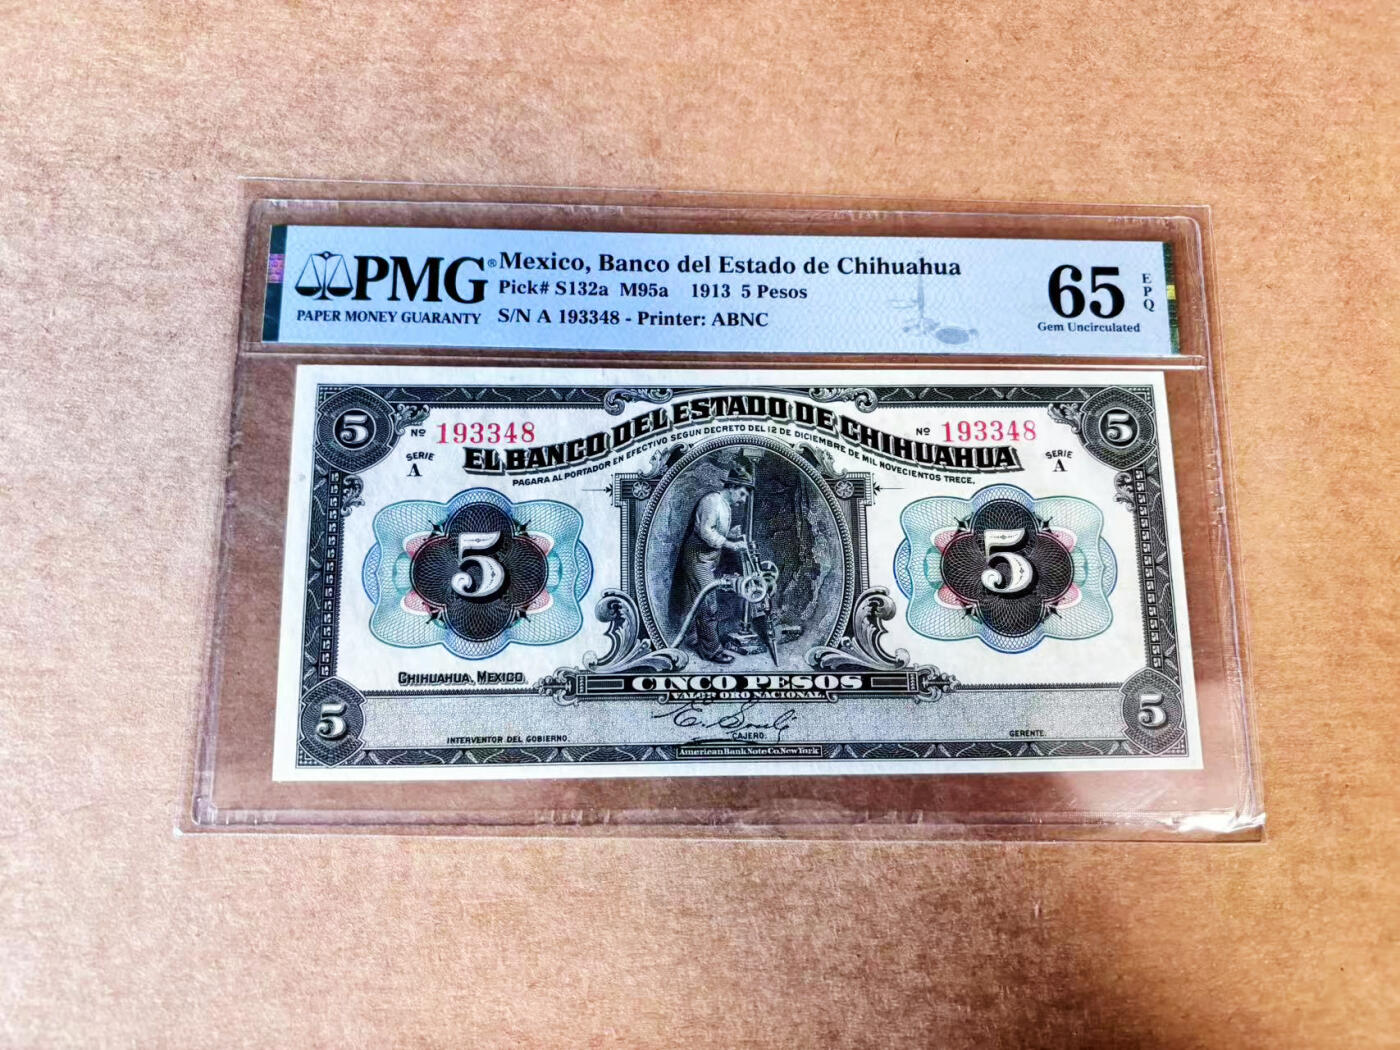 PMG®
PAPER MONEY GUARANTY
Mexico, Banco del Estado de Chihuahua
Pick# S132a M95a 1913 5 Pesos
S/N A 193348 - Printer: ABNC
65
EPQ
Gem Uncirculated
5
5
EL BANCO DEL ESTADO DE CHIHUAHUA
Nº 193348
Nº 193348
PAGARA AL PORTADOR EN EFECTIVO SEGUN DECRETO DEL 12 DE DICIEMBRE DE MIL NOVECIENTOS TRECE.
SERIE
A
SERIE
A
5
5
CHIHUAHUA, MEXICO
CINCO PESOS
VALOR ORO NACIONAL.
5
5
INTERVENTOR DEL GOBIERNO.
CAJERO.
GERENTE.
American Bank Note Co. New York